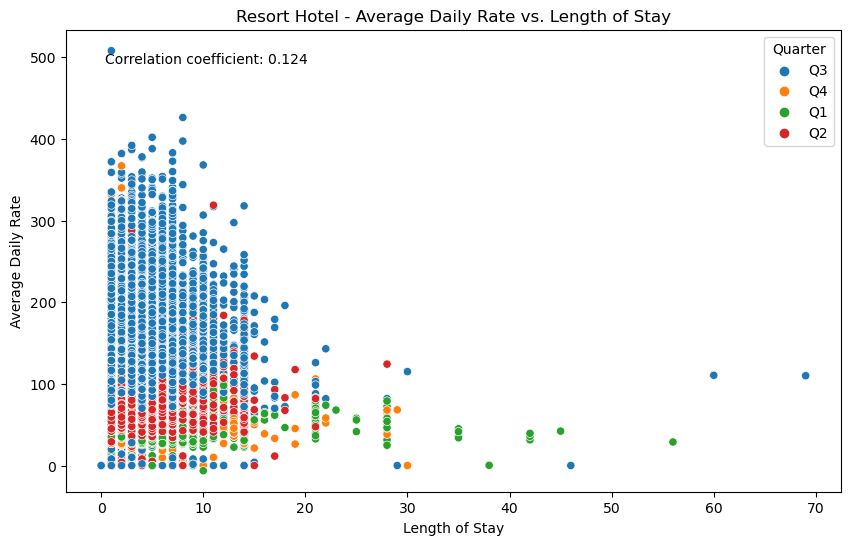 Resort Hotel - Average Daily Rate vs. Length of Stay
Correlation coefficient: 0.124
Quarter
Q3
Q4
Q1
Q2
Average Daily Rate
500
400
300
200
100
0
0 10 20 30 40 50 60 70
Length of Stay